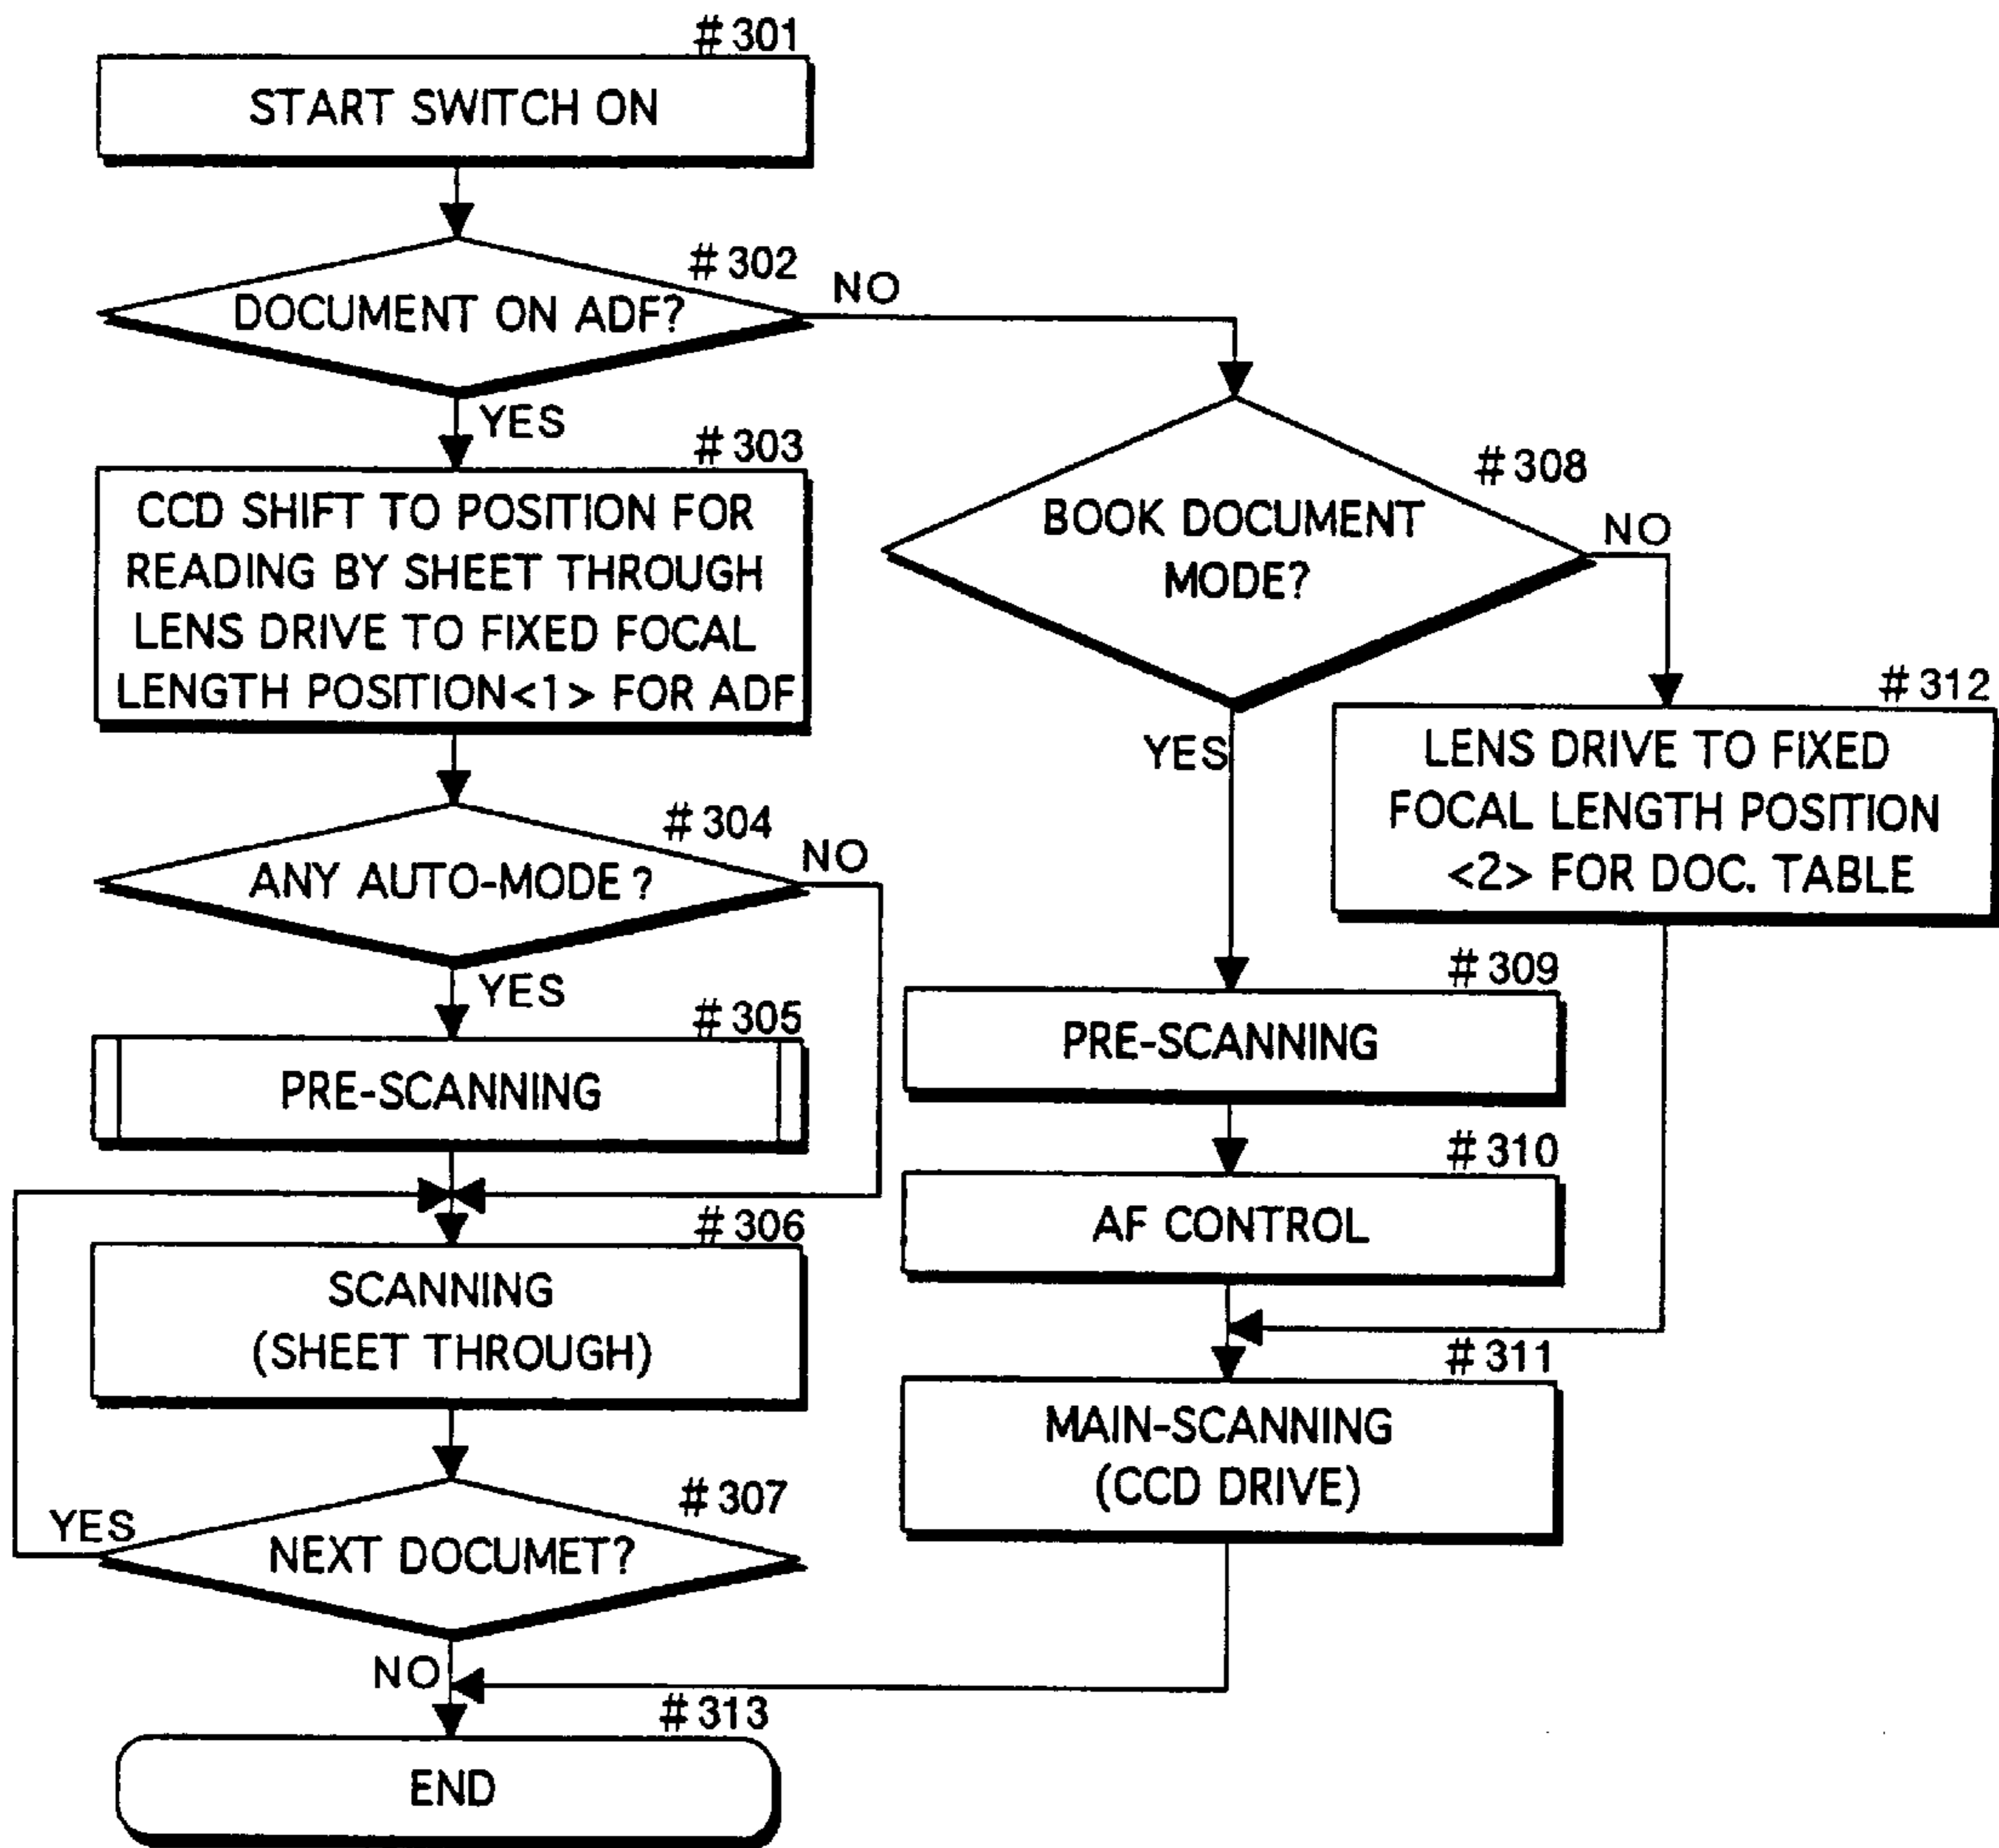 #301
START SWITCH ON
#302
DOCUMENT ON ADF?
NO
YES
#303
CCD SHIFT TO POSITION FOR
READING BY SHEET THROUGH
LENS DRIVE TO FIXED FOCAL
LENGTH POSITION<1> FOR ADF
#304
ANY AUTO-MODE?
NO
YES
#305
PRE-SCANNING
#306
SCANNING
(SHEET THROUGH)
#307
NEXT DOCUMET?
YES
NO
#308
BOOK DOCUMENT
MODE?
NO
YES
#312
LENS DRIVE TO FIXED
FOCAL LENGTH POSITION
<2> FOR DOC. TABLE
#309
PRE-SCANNING
#310
AF CONTROL
#311
MAIN-SCANNING
(CCD DRIVE)
#313
END